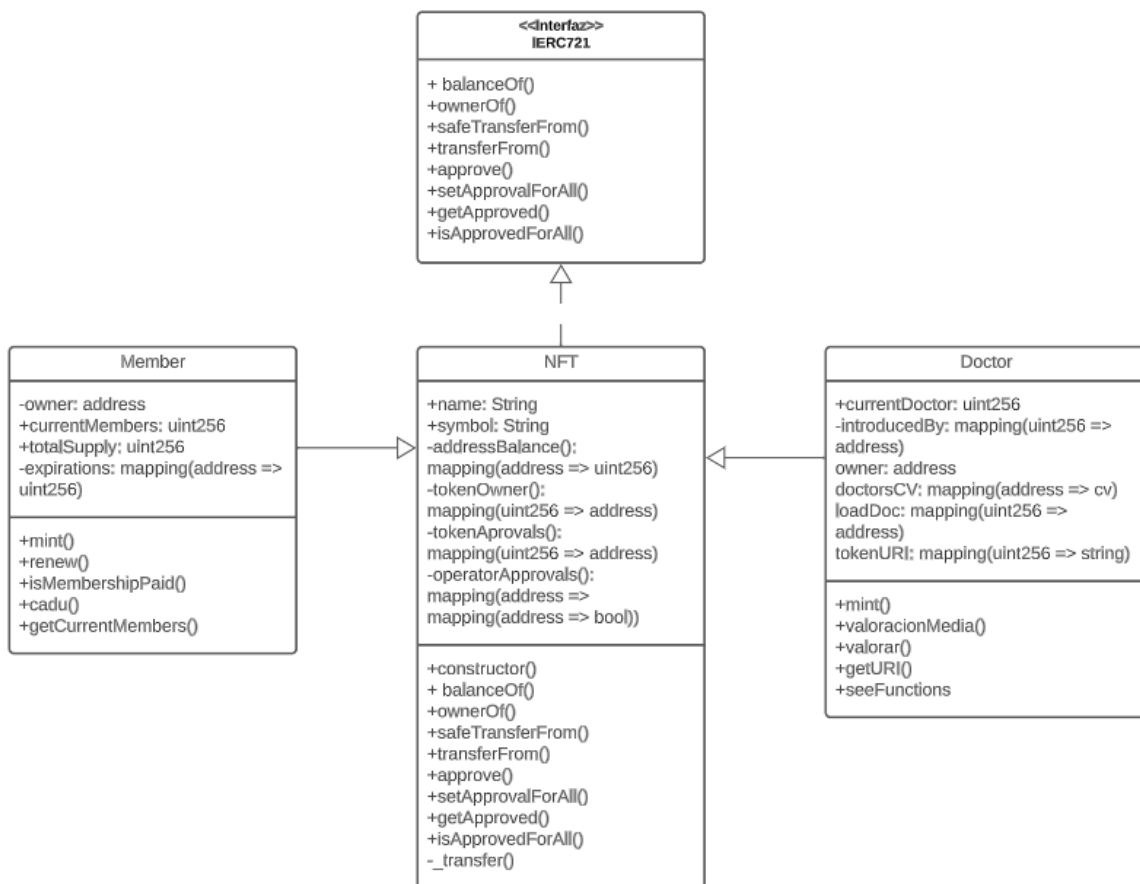 <<Interfaz>>
IERC721
+ balanceOf()
+ownerOf()
+safeTransferFrom()
+transferFrom()
+approve()
+setApprovalForAll()
+getApproved()
+isApprovedForAll()
Member
-owner: address
+currentMembers: uint256
+totalSupply: uint256
-expirations: mapping(address =>
uint256)
+mint()
+renew()
+isMembershipPaid()
+cadu()
+getCurrentMembers()
NFT
+name: String
+symbol: String
-addressBalance():
mapping(address => uint256)
-tokenOwner():
mapping(uint256 => address)
-tokenAprovals():
mapping(uint256 => address)
-operatorApprovals():
mapping(address =>
mapping(address => bool))
+constructor()
+ balanceOf()
+ownerOf()
+safeTransferFrom()
+transferFrom()
+approve()
+setApprovalForAll()
+getApproved()
+isApprovedForAll()
-_transfer()
Doctor
+currentDoctor: uint256
-introducedBy: mapping(uint256 =>
address)
owner: address
doctorsCV: mapping(address => cv)
loadDoc: mapping(uint256 =>
address)
tokenURI: mapping(uint256 => string)
+mint()
+valoracionMedia()
+valorar()
+getURI()
+seeFunctions